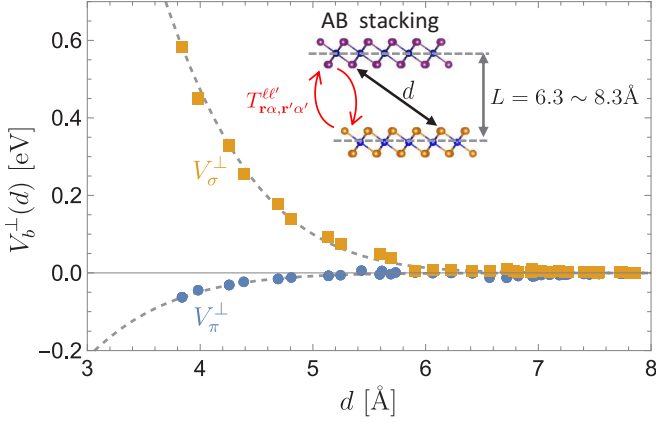 AB stacking
T^{ℓℓ'}_{rα,r'α'}
d
L = 6.3 ~ 8.3Å
V_σ^⊥
V_π^⊥
V_b^⊥(d) [eV]
0.6
0.4
0.2
0.0
−0.2
3 4 5 6 7 8
d [Å]